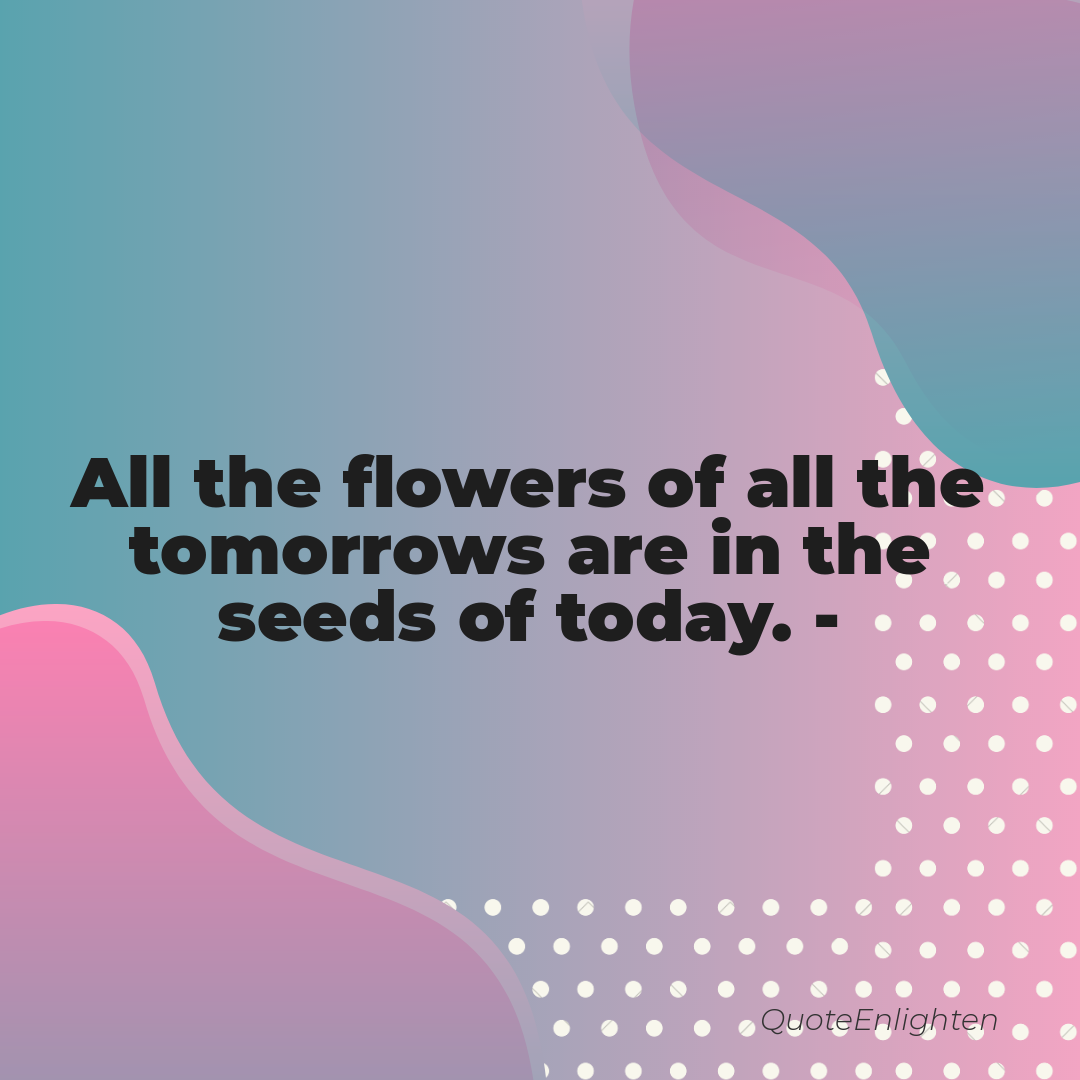 All the flowers of all the
tomorrows are in the
seeds of today. -
QuoteEnlighten